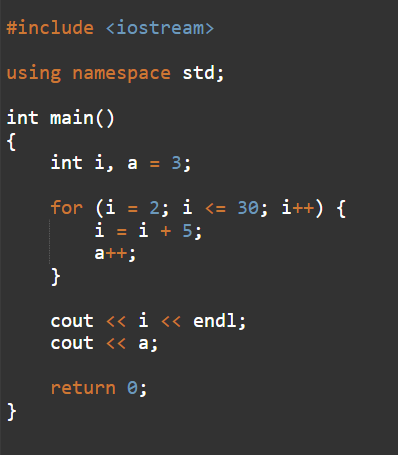 #include <iostream>
using namespace std;
int main()
{
    int i, a = 3;
    for (i = 2; i <= 30; i++) {
        i = i + 5;
        a++;
    }
    cout << i << endl;
    cout << a;
    return 0;
}